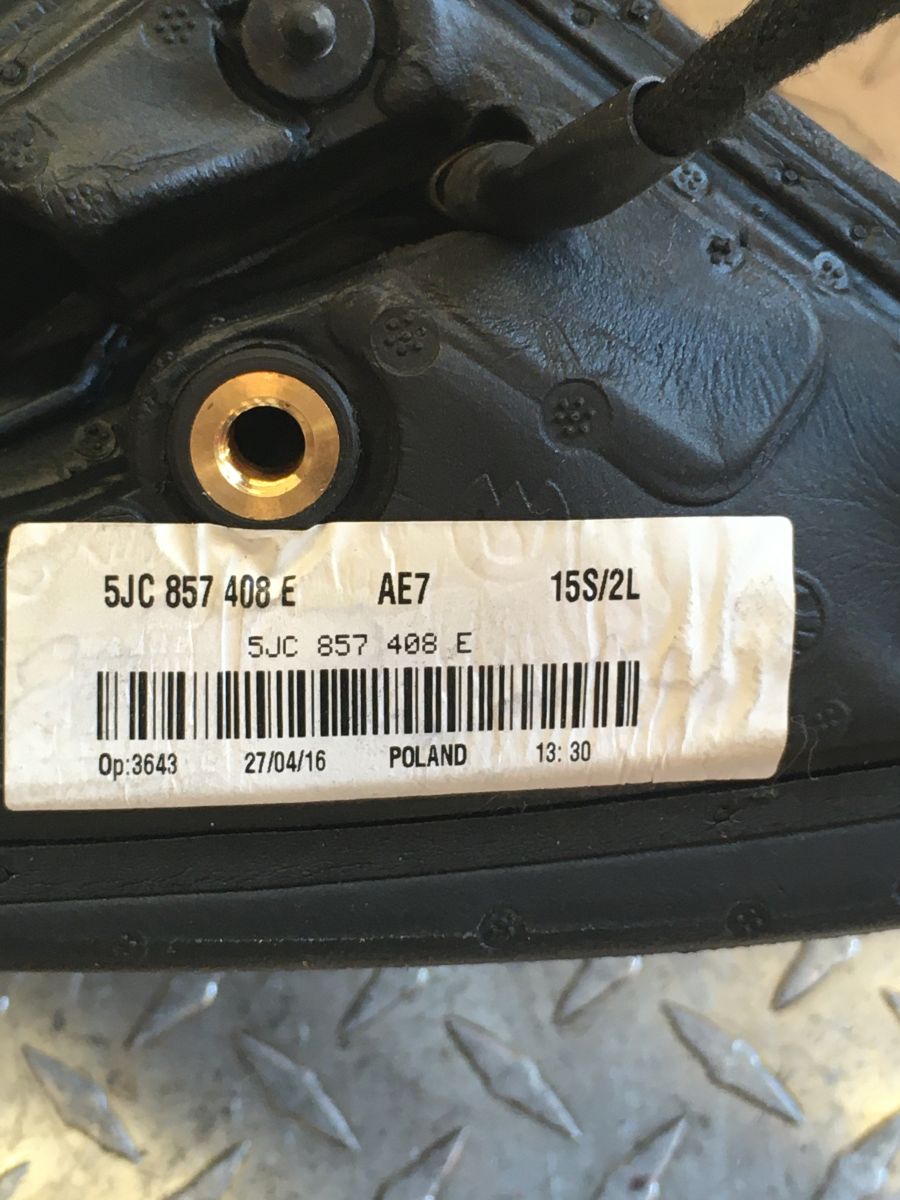 5JC 857 408 E AE7 15S/2L
5JC 857 408 E
Op:3643 27/04/16 POLAND 13: 30